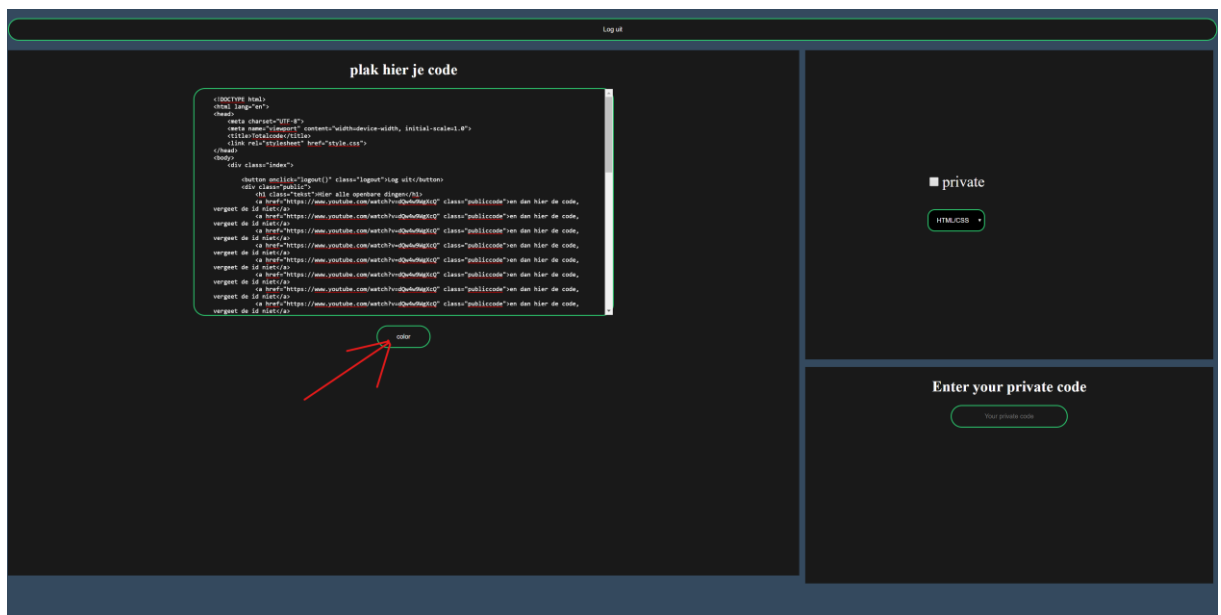 Log uit
plak hier je code
<!DOCTYPE html>
<html lang="en">
<head>
<meta charset="UTF-8">
<meta name="viewport" content="width=device-width, initial-scale=1.0">
<title>Totalcode</title>
<link rel="stylesheet" href="style.css">
</head>
<body>
<div class="index">
<button onclick="logout()" class="logout">Log uit</button>
<div class="public">
<h1 class="tekst">Hier alle openbare dingen</h1>
<a href="https://www.youtube.com/watch?v=dQw4w9WgXcQ" class="publiccode">en dan hier de code,
vergeet de id niet</a>
<a href="https://www.youtube.com/watch?v=dQw4w9WgXcQ" class="publiccode">en dan hier de code,
vergeet de id niet</a>
<a href="https://www.youtube.com/watch?v=dQw4w9WgXcQ" class="publiccode">en dan hier de code,
vergeet de id niet</a>
<a href="https://www.youtube.com/watch?v=dQw4w9WgXcQ" class="publiccode">en dan hier de code,
vergeet de id niet</a>
<a href="https://www.youtube.com/watch?v=dQw4w9WgXcQ" class="publiccode">en dan hier de code,
vergeet de id niet</a>
<a href="https://www.youtube.com/watch?v=dQw4w9WgXcQ" class="publiccode">en dan hier de code,
vergeet de id niet</a>
<a href="https://www.youtube.com/watch?v=dQw4w9WgXcQ" class="publiccode">en dan hier de code,
vergeet de id niet</a>
<a href="https://www.youtube.com/watch?v=dQw4w9WgXcQ" class="publiccode">en dan hier de code,
vergeet de id niet</a>
color
private
HTML/CSS
Enter your private code
Your private code